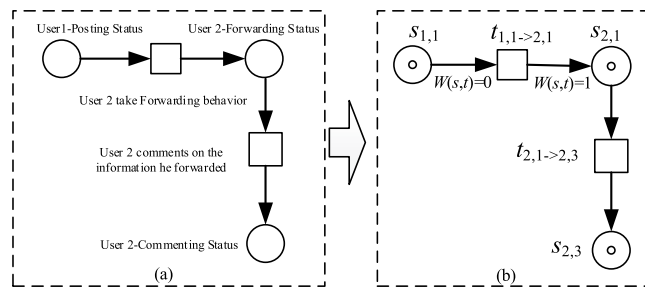 User1-Posting Status
User 2-Forwarding Status
User 2 take Forwarding behavior
User 2 comments on the
information he forwarded
User 2-Commenting Status
(a)
s1,1
t1,1->2,1
s2,1
W(s,t)=0
W(s,t)=1
t2,1->2,3
s2,3
(b)